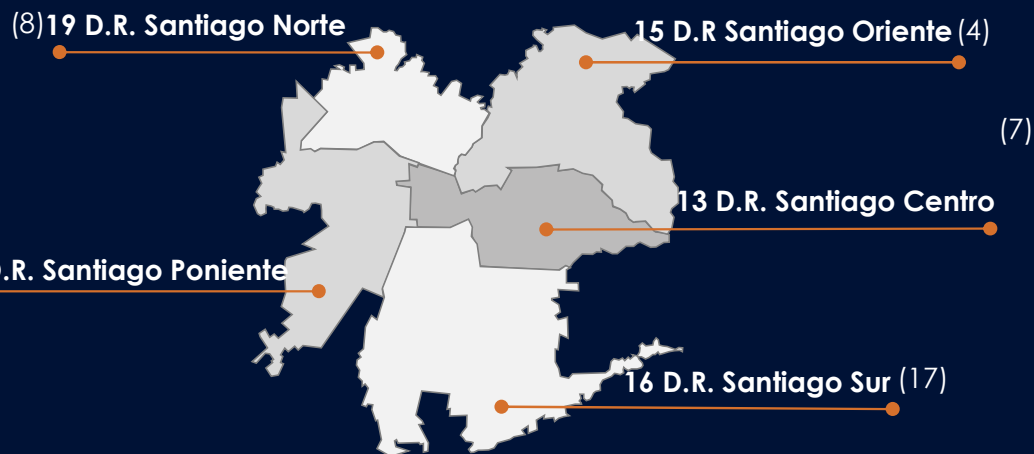 (8)19 D.R. Santiago Norte
15 D.R Santiago Oriente (4)
(7)
13 D.R. Santiago Centro
.R. Santiago Poniente
16 D.R. Santiago Sur (17)